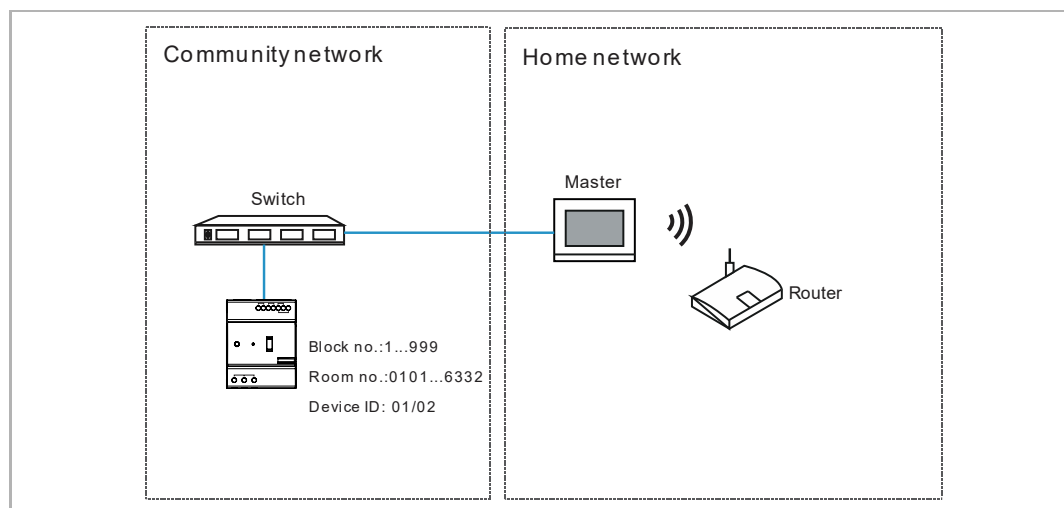 Community network
Home network
Master
Switch
Router
Block no.:1...999
Room no.:0101...6332
Device ID: 01/02